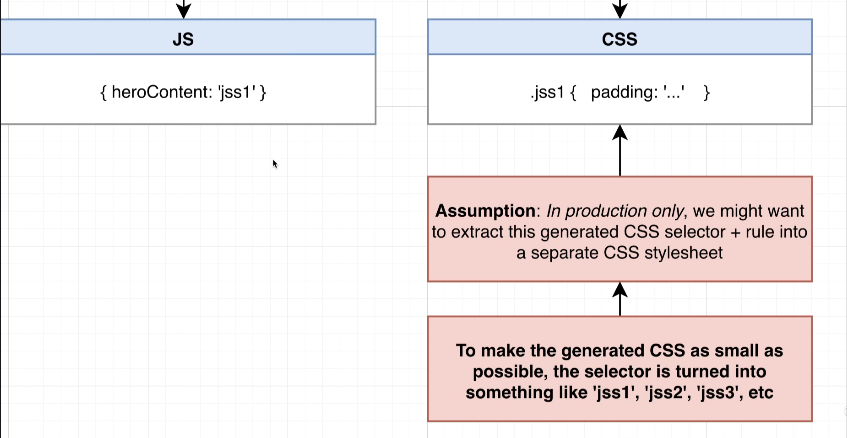 JS
{ heroContent: 'jss1' }
CSS
.jss1 { padding: '...' }
Assumption: In production only, we might want
to extract this generated CSS selector + rule into
a separate CSS stylesheet
To make the generated CSS as small as
possible, the selector is turned into
something like 'jss1', 'jss2', 'jss3', etc